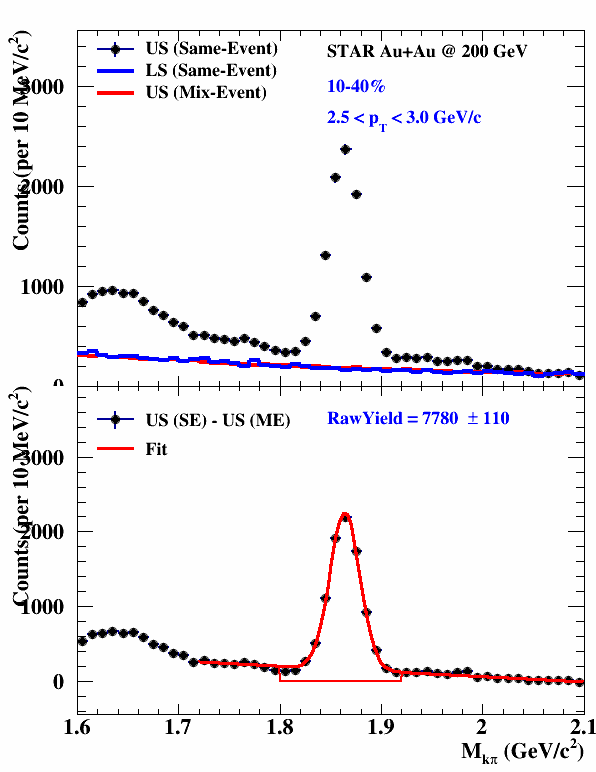 US (Same-Event)
LS (Same-Event)
US (Mix-Event)
STAR Au+Au @ 200 GeV
10-40%
2.5 < p_T < 3.0 GeV/c
Counts (per 10 MeV/c²)
3000
2000
1000
0
US (SE) - US (ME)
Fit
RawYield = 7780 ± 110
Counts (per 10 MeV/c²)
3000
2000
1000
0
1.6 1.7 1.8 1.9 2 2.1
M_kπ (GeV/c²)